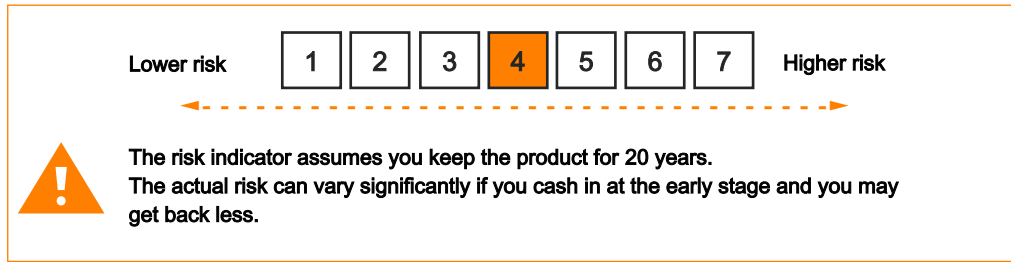 Lower risk 1 2 3 4 5 6 7 Higher risk
!
The risk indicator assumes you keep the product for 20 years.
The actual risk can vary significantly if you cash in at the early stage and you may
get back less.